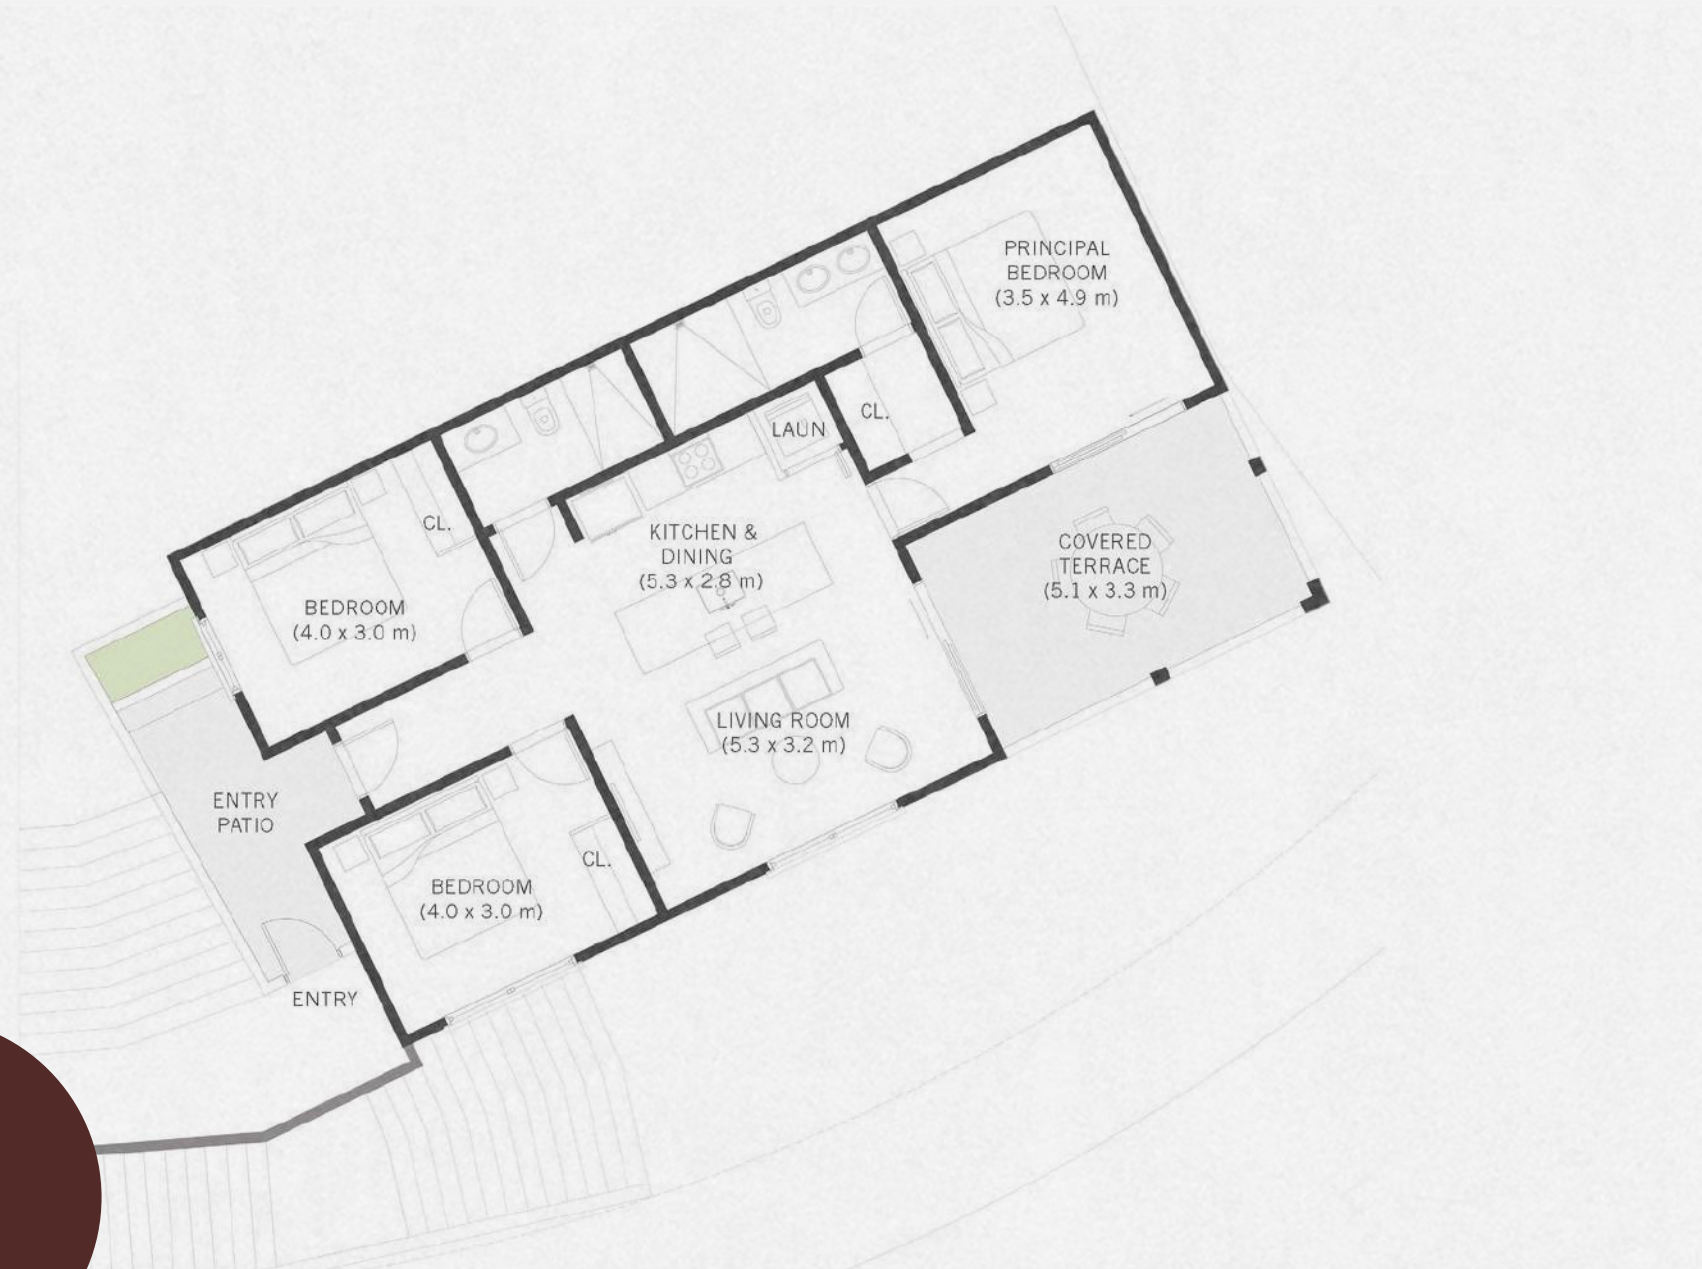 PRINCIPAL
BEDROOM
(3.5 x 4.9 m)
CL.
LAUN
CL.
KITCHEN &
DINING
(5.3 x 2.8 m)
COVERED
TERRACE
(5.1 x 3.3 m)
BEDROOM
(4.0 x 3.0 m)
LIVING ROOM
(5.3 x 3.2 m)
ENTRY
PATIO
CL.
BEDROOM
(4.0 x 3.0 m)
ENTRY